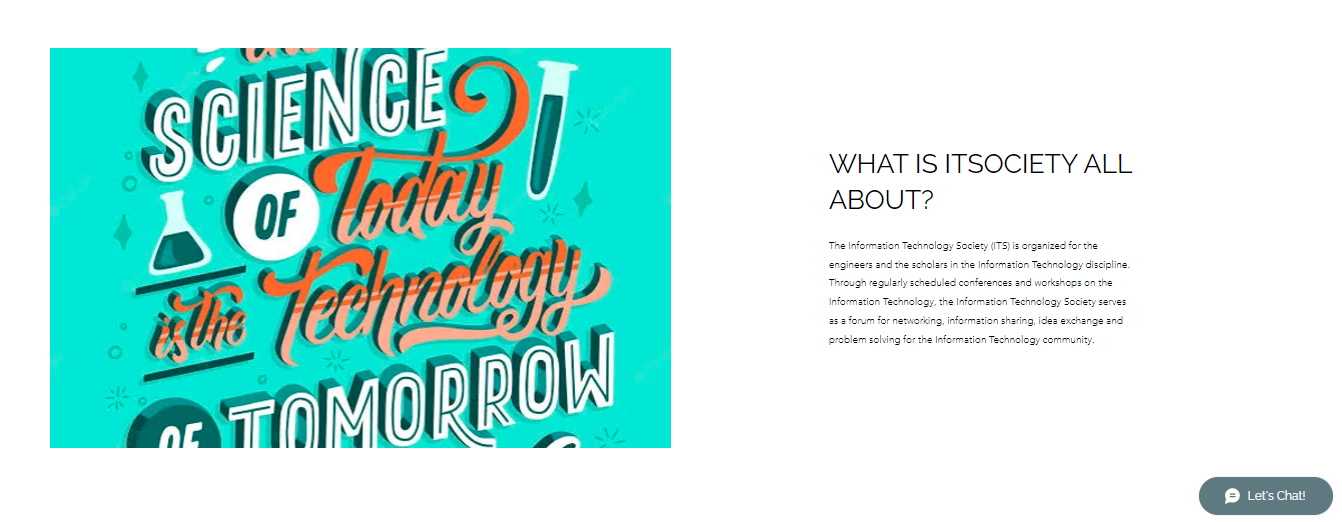 the
SCIENCE
OF Today
is the Technology
OF TOMORROW
WHAT IS ITSOCIETY ALL
ABOUT?
The Information Technology Society (ITS) is organized for the
engineers and the scholars in the Information Technology discipline.
Through regularly scheduled conferences and workshops on the
Information Technology, the Information Technology Society serves
as a forum for networking, information sharing, idea exchange and
problem solving for the Information Technology community.
Let's Chat!